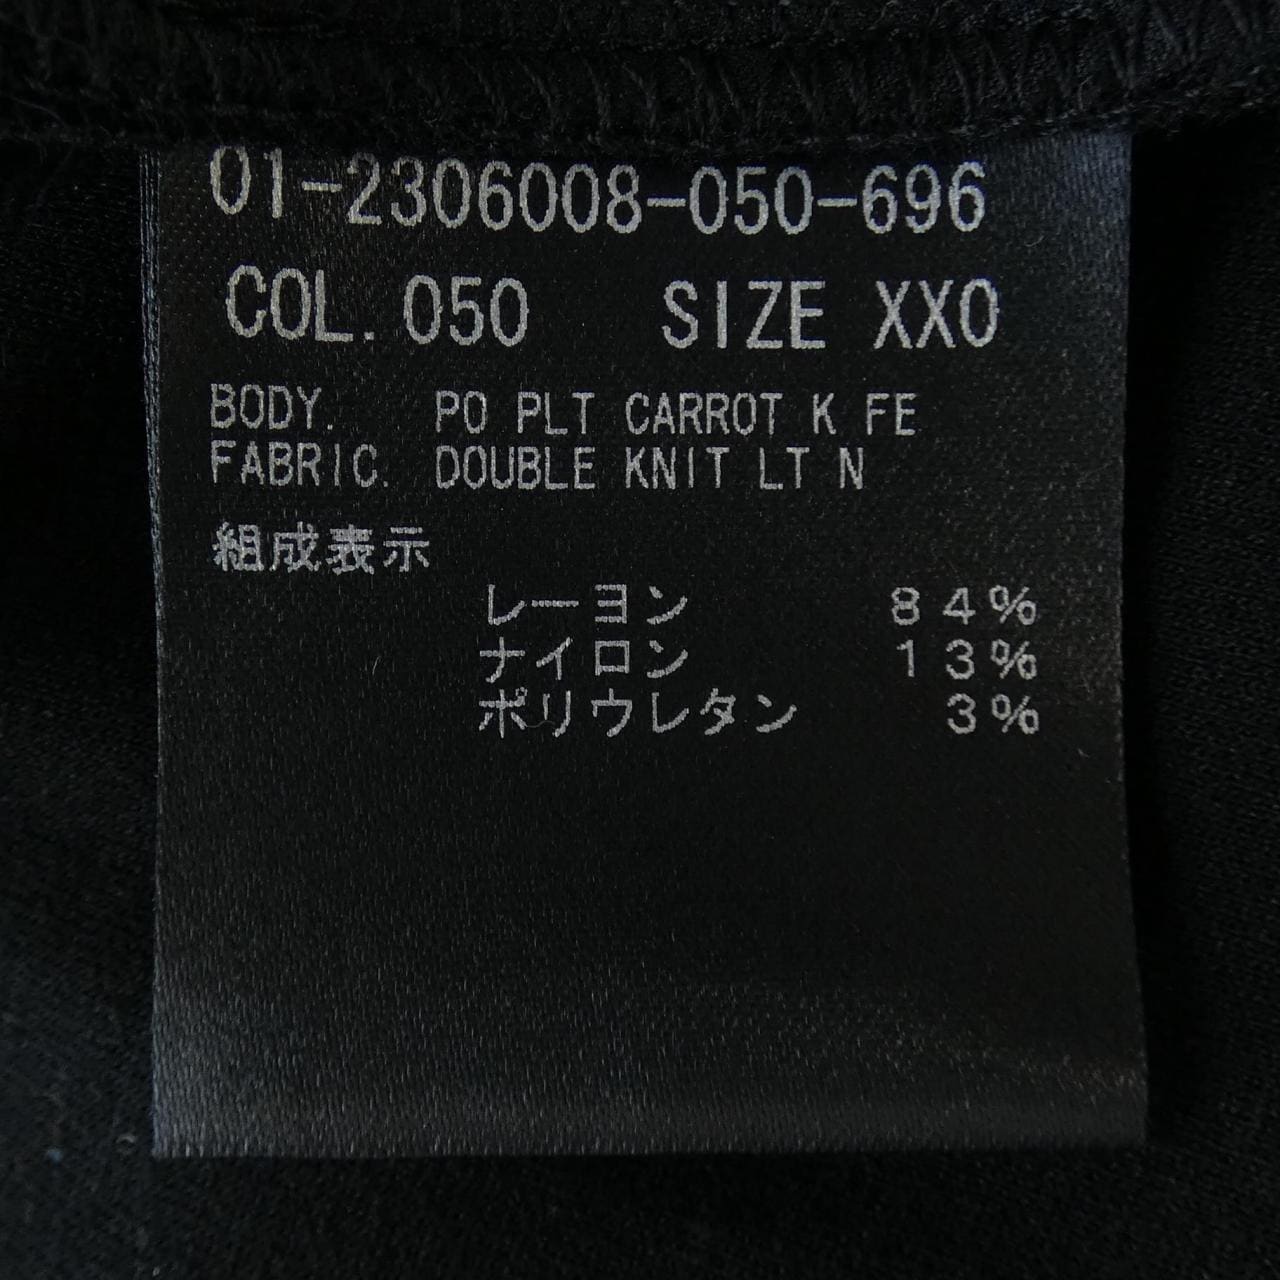 01-2306008-050-696
COL. 050 SIZE XXO
BODY. PO PLT CARROT K FE
FABRIC. DOUBLE KNIT LT N
組成表示
レーヨン 84%
ナイロン 13%
ポリウレタン 3%